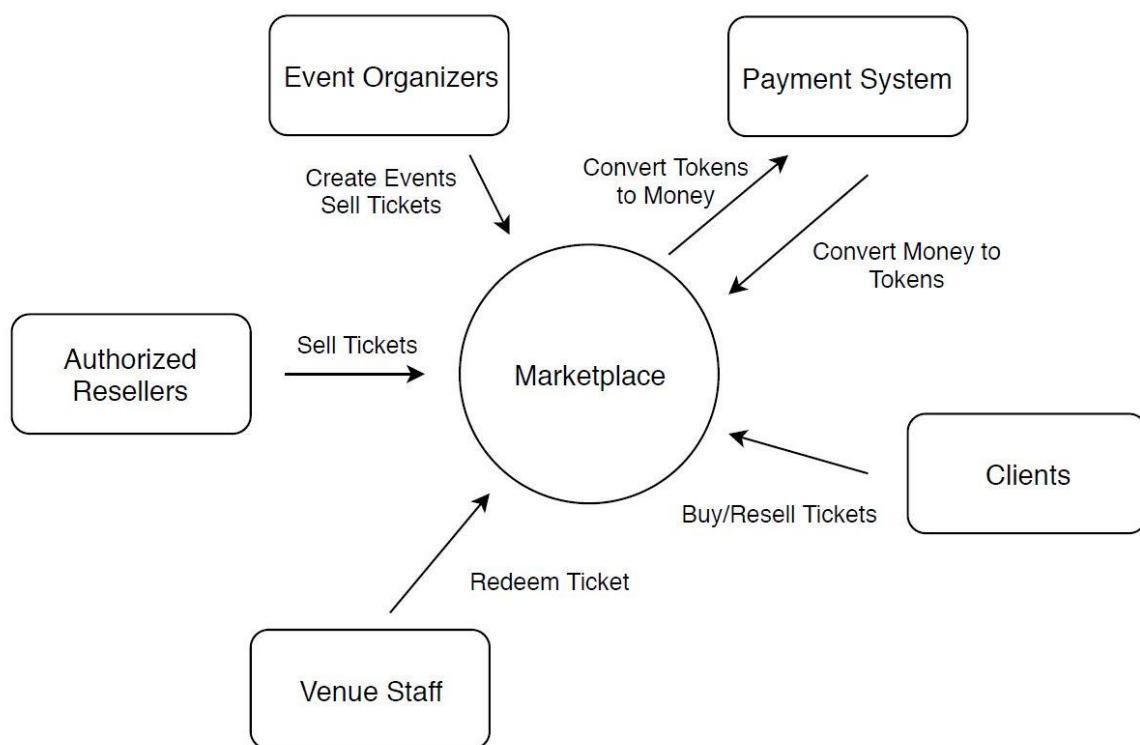 Event Organizers
Payment System
Create Events
Sell Tickets
Convert Tokens
to Money
Convert Money to
Tokens
Authorized
Resellers
Sell Tickets
Marketplace
Clients
Buy/Resell Tickets
Redeem Ticket
Venue Staff